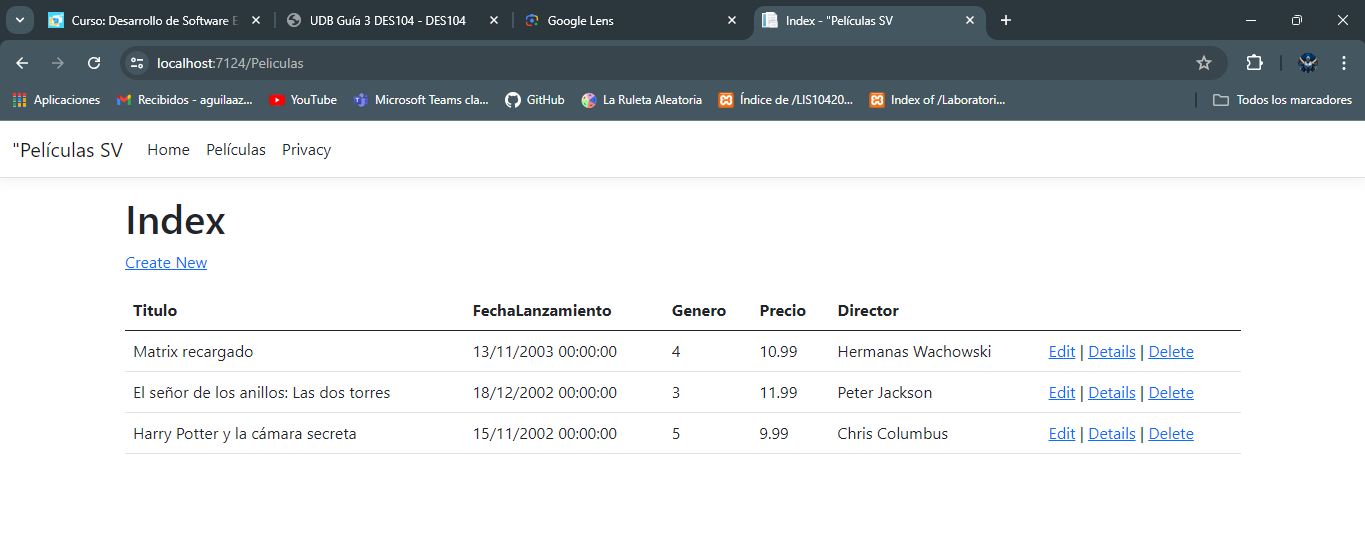 Curso: Desarrollo de Software E
UDB Guía 3 DES104 - DES104
Google Lens
Index - "Películas SV
localhost:7124/Peliculas
Aplicaciones
Recibidos - aguilaaz...
YouTube
Microsoft Teams cla...
GitHub
La Ruleta Aleatoria
Índice de /LIS10420...
Index of /Laboratori...
Todos los marcadores
"Películas SV Home Películas Privacy
Index
Create New
Titulo FechaLanzamiento Genero Precio Director
Matrix recargado 13/11/2003 00:00:00 4 10.99 Hermanas Wachowski Edit | Details | Delete
El señor de los anillos: Las dos torres 18/12/2002 00:00:00 3 11.99 Peter Jackson Edit | Details | Delete
Harry Potter y la cámara secreta 15/11/2002 00:00:00 5 9.99 Chris Columbus Edit | Details | Delete